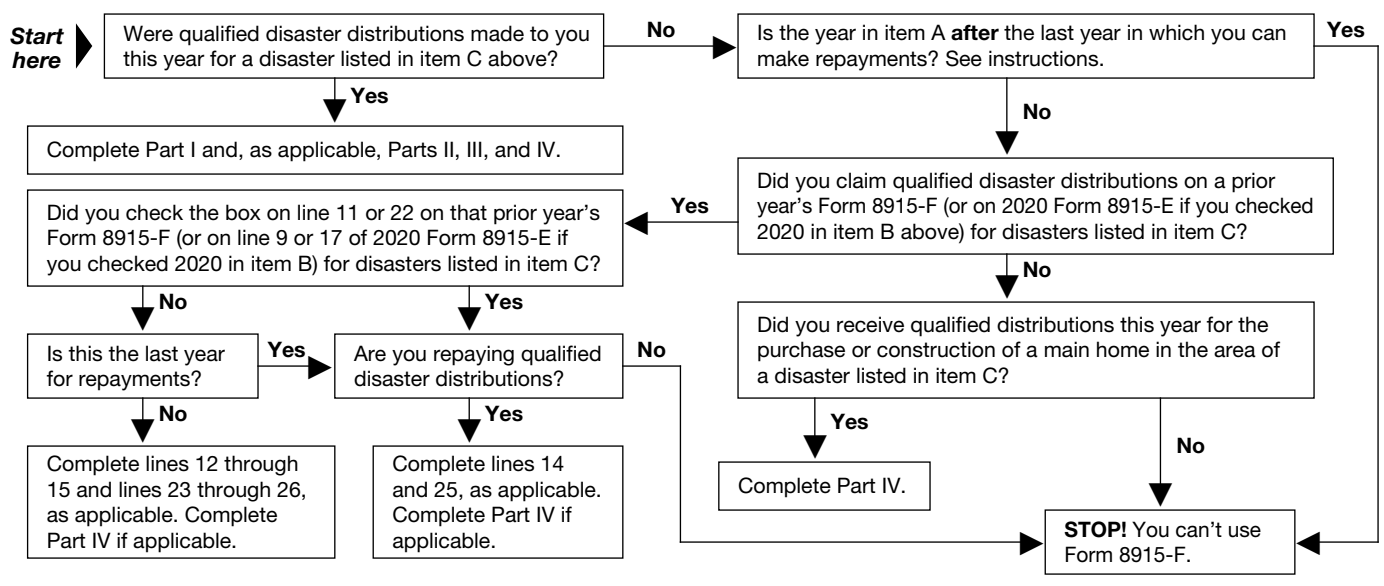 Start
here
Were qualified disaster distributions made to you
this year for a disaster listed in item C above?
No
Is the year in item A after the last year in which you can
make repayments? See instructions.
Yes
Yes
No
Complete Part I and, as applicable, Parts II, III, and IV.
Did you claim qualified disaster distributions on a prior
year's Form 8915-F (or on 2020 Form 8915-E if you checked
2020 in item B above) for disasters listed in item C?
Yes
Did you check the box on line 11 or 22 on that prior year's
Form 8915-F (or on line 9 or 17 of 2020 Form 8915-E if
you checked 2020 in item B) for disasters listed in item C?
No
No
Yes
Did you receive qualified distributions this year for the
purchase or construction of a main home in the area of
a disaster listed in item C?
Is this the last year
for repayments?
Yes
Are you repaying qualified
disaster distributions?
No
No
Yes
Yes
No
Complete lines 12 through
15 and lines 23 through 26,
as applicable. Complete
Part IV if applicable.
Complete lines 14
and 25, as applicable.
Complete Part IV if
applicable.
Complete Part IV.
STOP! You can't use
Form 8915-F.